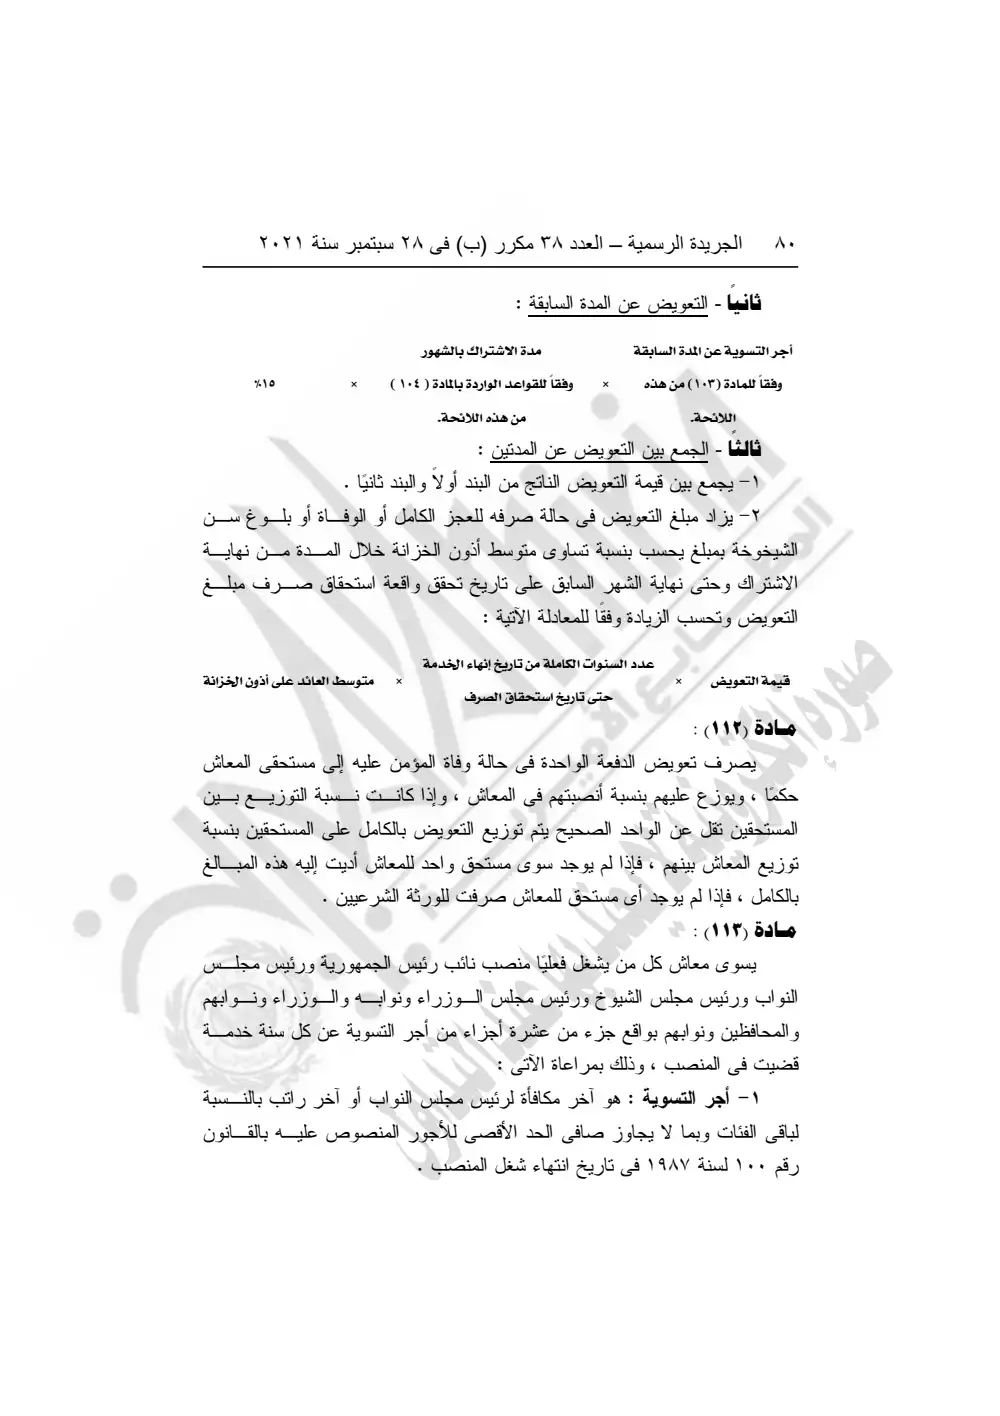 ٨٠ الجريدة الرسمية – العدد ٣٨ مكرر (ب) فى ٢٨ سبتمبر سنة ٢٠٢١
ثانياً - التعويض عن المدة السابقة :
أجر التسوية عن المدة السابقة مدة الاشتراك بالشهور
وفقاً للمادة (١٠٣) من هذه × وفقاً للقواعد الواردة بالمادة ( ١٠٤ ) × ١٥%
اللائحة. من هذه اللائحة.
ثالثاً - الجمع بين التعويض عن المدتين :
١- يجمع بين قيمة التعويض الناتج من البند أولاً والبند ثانيًا .
٢- يزاد مبلغ التعويض فى حالة صرفه للعجز الكامل أو الوفاة أو بلوغ سن
الشيخوخة بمبلغ يحسب بنسبة تساوى متوسط أذون الخزانة خلال المدة من نهاية
الاشتراك وحتى نهاية الشهر السابق على تاريخ تحقق واقعة استحقاق صرف مبلغ
التعويض وتحسب الزيادة وفقًا للمعادلة الآتية :
عدد السنوات الكاملة من تاريخ إنهاء الخدمة
قيمة التعويض × × متوسط العائد على أذون الخزانة
حتى تاريخ استحقاق الصرف
مادة (١١٢) :
يصرف تعويض الدفعة الواحدة فى حالة وفاة المؤمن عليه إلى مستحقى المعاش
حكمًا ، ويوزع عليهم بنسبة أنصبتهم فى المعاش ، وإذا كانت نسبة التوزيع بين
المستحقين تقل عن الواحد الصحيح يتم توزيع التعويض بالكامل على المستحقين بنسبة
توزيع المعاش بينهم ، فإذا لم يوجد سوى مستحق واحد للمعاش أديت إليه هذه المبالغ
بالكامل ، فإذا لم يوجد أى مستحق للمعاش صرفت للورثة الشرعيين .
مادة (١١٣) :
يسوى معاش كل من يشغل فعليًا منصب نائب رئيس الجمهورية ورئيس مجلس
النواب ورئيس مجلس الشيوخ ورئيس مجلس الوزراء ونوابه والوزراء ونوابهم
والمحافظين ونوابهم بواقع جزء من عشرة أجزاء من أجر التسوية عن كل سنة خدمة
قضيت فى المنصب ، وذلك بمراعاة الآتى :
١- أجر التسوية : هو آخر مكافأة لرئيس مجلس النواب أو آخر راتب بالنسبة
لباقى الفئات وبما لا يجاوز صافى الحد الأقصى للأجور المنصوص عليه بالقانون
رقم ١٠٠ لسنة ١٩٨٧ فى تاريخ انتهاء شغل المنصب .